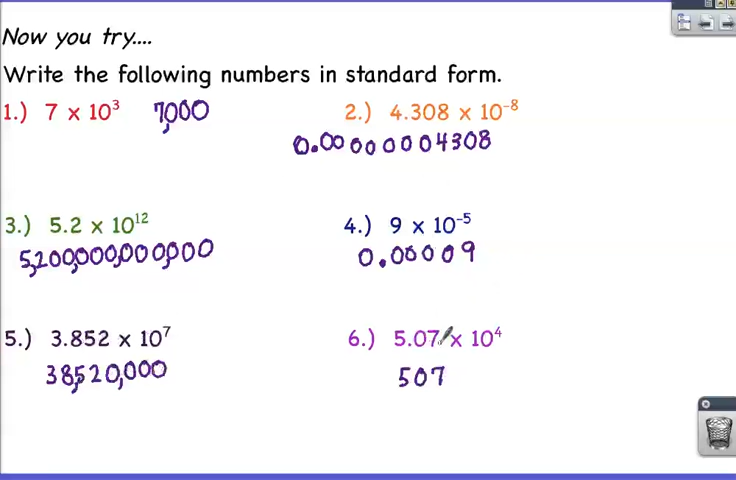 Now you try....
Write the following numbers in standard form.
1.) 7 x 10³ 7,000
2.) 4.308 x 10⁻⁸
0.00000004308
3.) 5.2 x 10¹²
5,200,000,000,000
4.) 9 x 10⁻⁵
0.00009
5.) 3.852 x 10⁷
38,520,000
6.) 5.07 x 10⁴
507